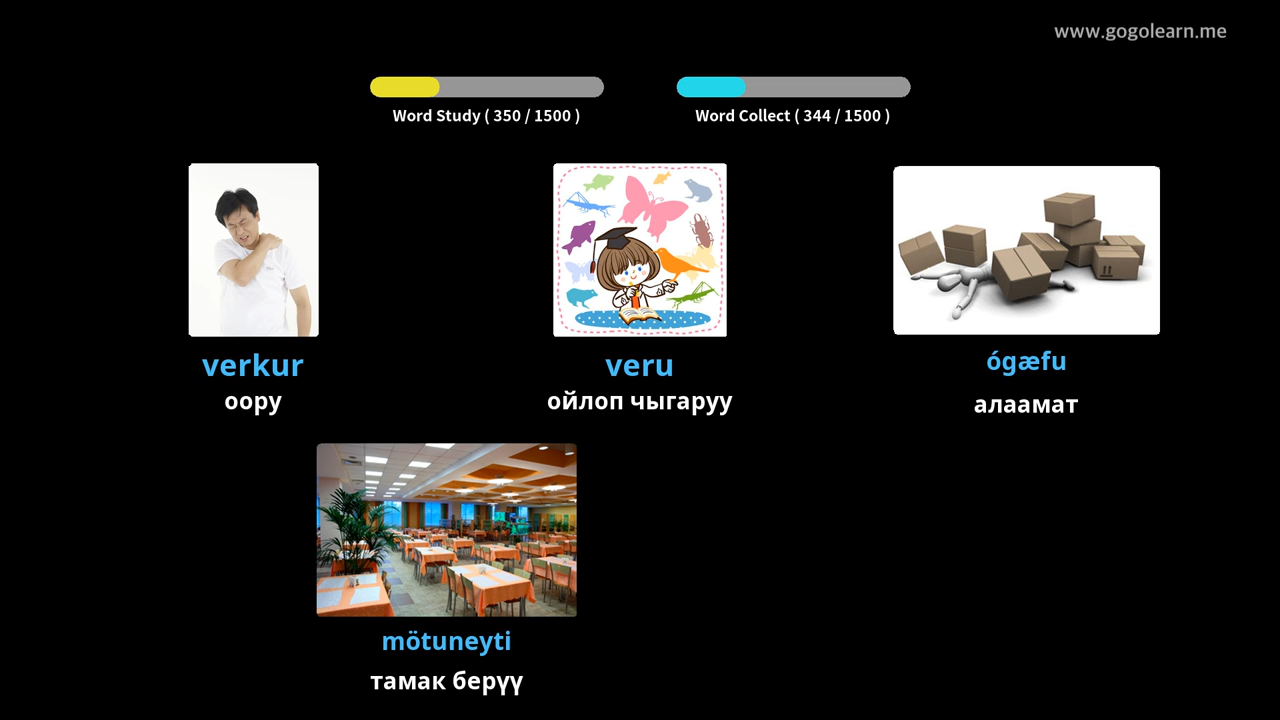 www.gogolearn.me
Word Study ( 350 / 1500 )
Word Collect ( 344 / 1500 )
verkur
оору
veru
ойлоп чыгаруу
ógæfu
алаамат
mötuneyti
тамак берүү